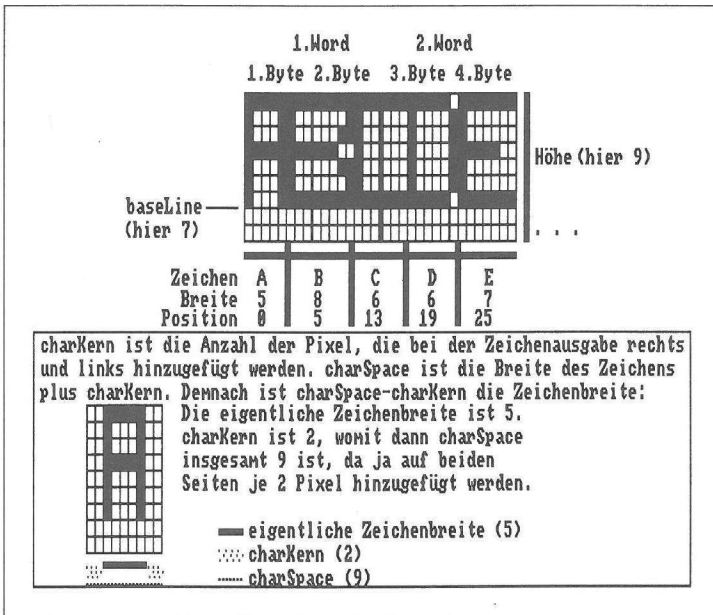 1.Word 2.Word
1.Byte 2.Byte 3.Byte 4.Byte
Höhe (hier 9)
baseLine
(hier 7)
. . .
Zeichen A B C D E
Breite 5 8 6 6 7
Position 0 5 13 19 25
charKern ist die Anzahl der Pixel, die bei der Zeichenausgabe rechts
und links hinzugefügt werden. charSpace ist die Breite des Zeichens
plus charKern. Demnach ist charSpace-charKern die Zeichenbreite:
Die eigentliche Zeichenbreite ist 5.
charKern ist 2, womit dann charSpace
insgesamt 9 ist, da ja auf beiden
Seiten je 2 Pixel hinzugefügt werden.
eigentliche Zeichenbreite (5)
charKern (2)
charSpace (9)